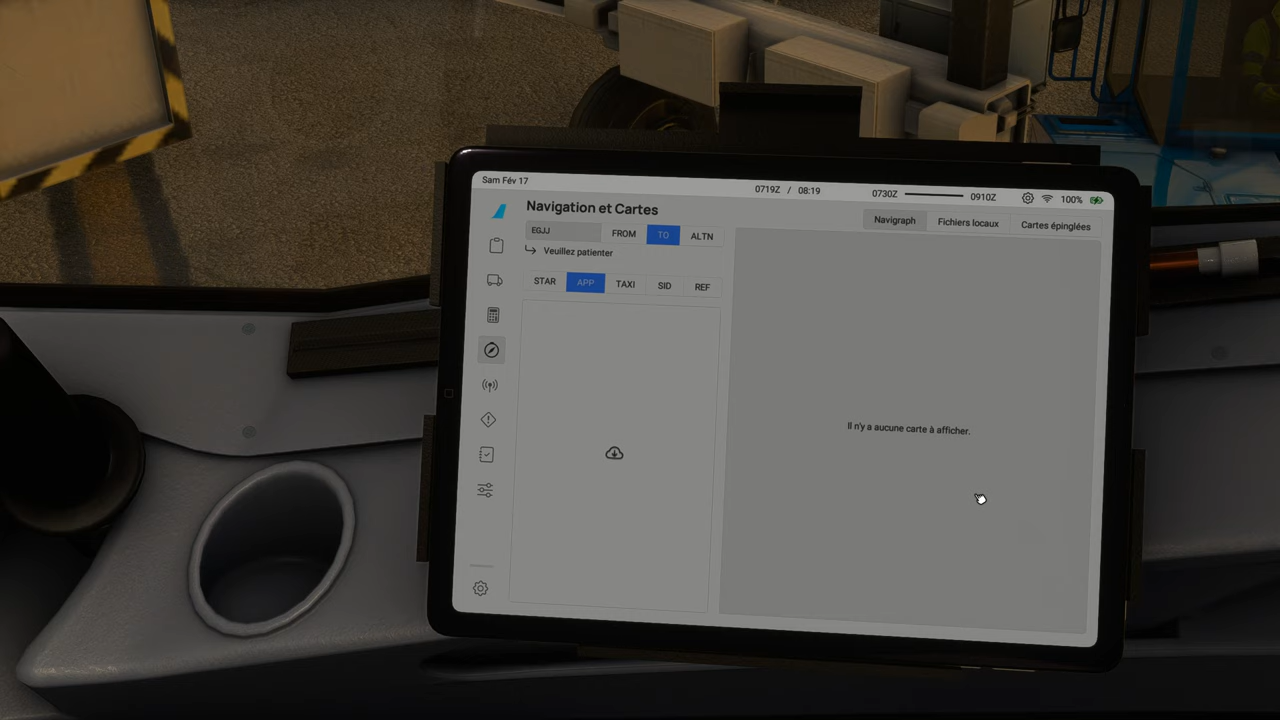 Sam Fév 17
0719Z / 08:19
0730Z 0910Z
100%
Navigation et Cartes
Navigraph Fichiers locaux Cartes épinglées
EGJJ FROM TO ALTN
Veuillez patienter
STAR APP TAXI SID REF
Il n'y a aucune carte à afficher.